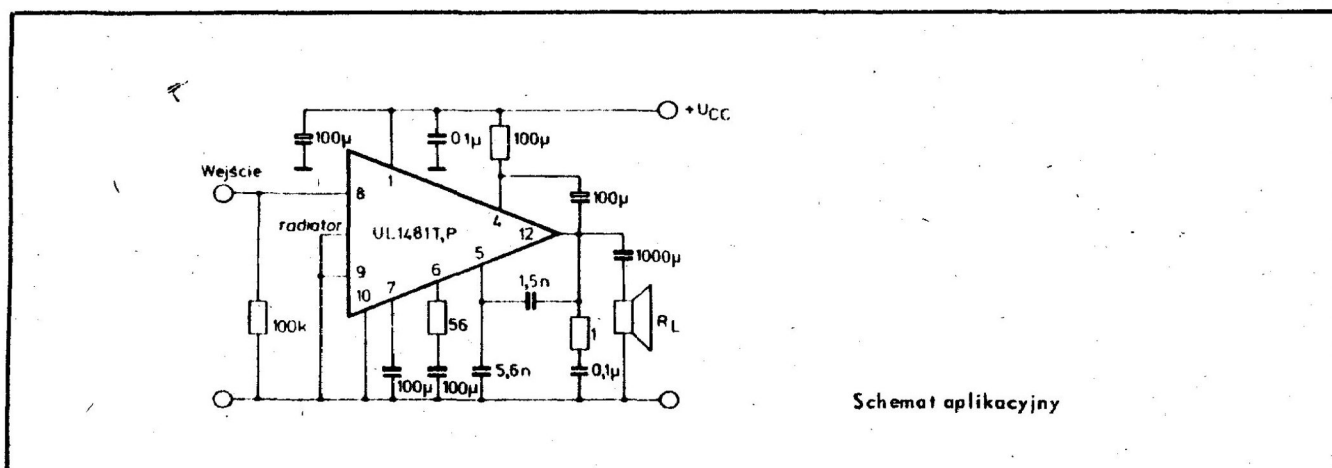 +UCC
100µ
0,1µ
100µ
Wejście
8
1
4
100µ
radiator
UL1481T,P
12
1000µ
9
10
7
6
5
1,5n
100k
56
1
RL
100µ
100µ
5,6n
0,1µ
Schemat aplikacyjny